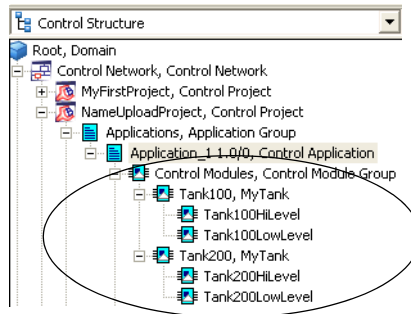 Control Structure
Root, Domain
Control Network, Control Network
MyFirstProject, Control Project
NameUploadProject, Control Project
Applications, Application Group
Application_1 1.0/0, Control Application
Control Modules, Control Module Group
Tank100, MyTank
Tank100HiLevel
Tank100LowLevel
Tank200, MyTank
Tank200HiLevel
Tank200LowLevel